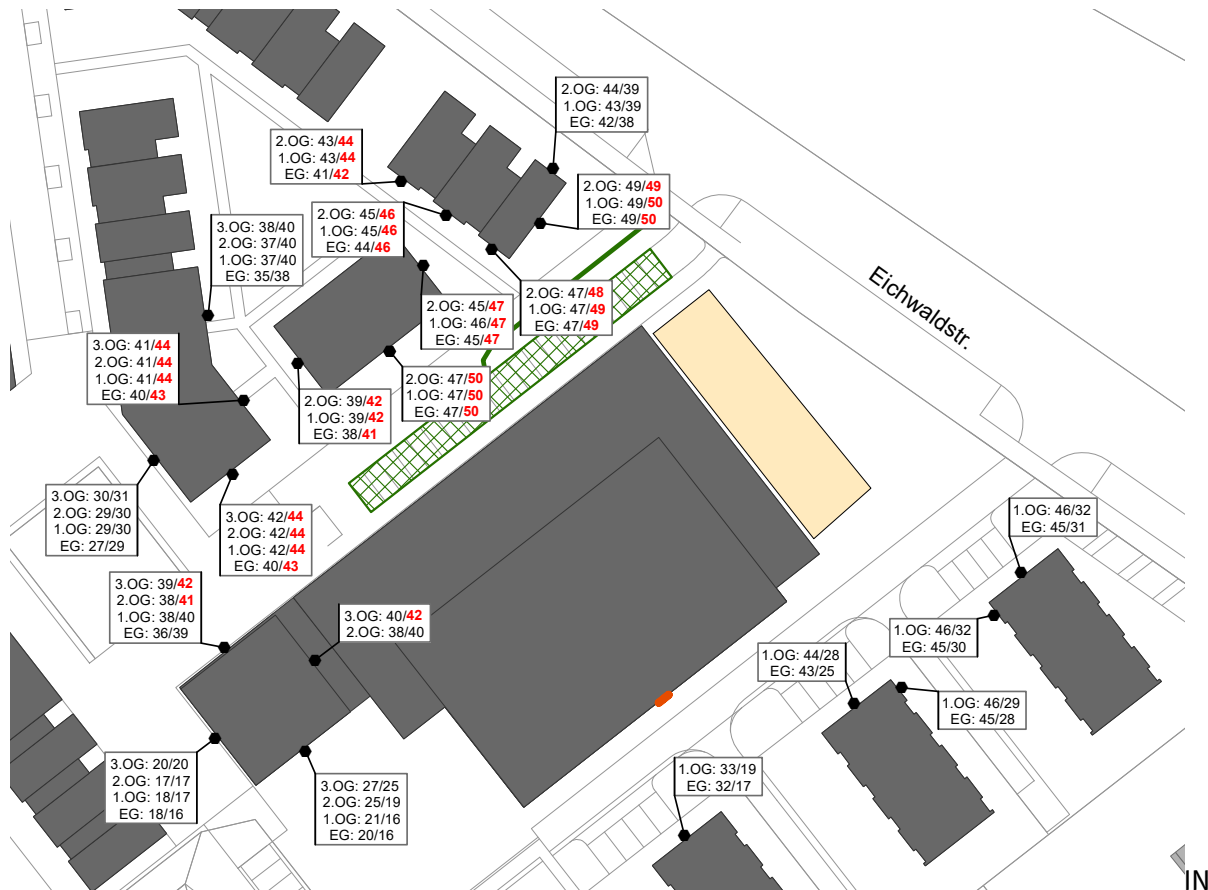 2.OG: 44/39
1.OG: 43/39
EG: 42/38
2.OG: 43/44
1.OG: 43/44
EG: 41/42
2.OG: 49/49
1.OG: 49/50
EG: 49/50
2.OG: 45/46
1.OG: 45/46
EG: 44/46
3.OG: 38/40
2.OG: 37/40
1.OG: 37/40
EG: 35/38
Eichwaldstr.
2.OG: 47/48
1.OG: 47/49
EG: 47/49
2.OG: 45/47
1.OG: 46/47
EG: 45/47
3.OG: 41/44
2.OG: 41/44
1.OG: 41/44
EG: 40/43
2.OG: 47/50
1.OG: 47/50
EG: 47/50
2.OG: 39/42
1.OG: 39/42
EG: 38/41
3.OG: 30/31
2.OG: 29/30
1.OG: 29/30
EG: 27/29
3.OG: 42/44
2.OG: 42/44
1.OG: 42/44
EG: 40/43
1.OG: 46/32
EG: 45/31
3.OG: 39/42
2.OG: 38/41
1.OG: 38/40
EG: 36/39
3.OG: 40/42
2.OG: 38/40
1.OG: 46/32
EG: 45/30
1.OG: 44/28
EG: 43/25
1.OG: 46/29
EG: 45/28
3.OG: 20/20
2.OG: 17/17
1.OG: 18/17
EG: 18/16
3.OG: 27/25
2.OG: 25/19
1.OG: 21/16
EG: 20/16
1.OG: 33/19
EG: 32/17
IN